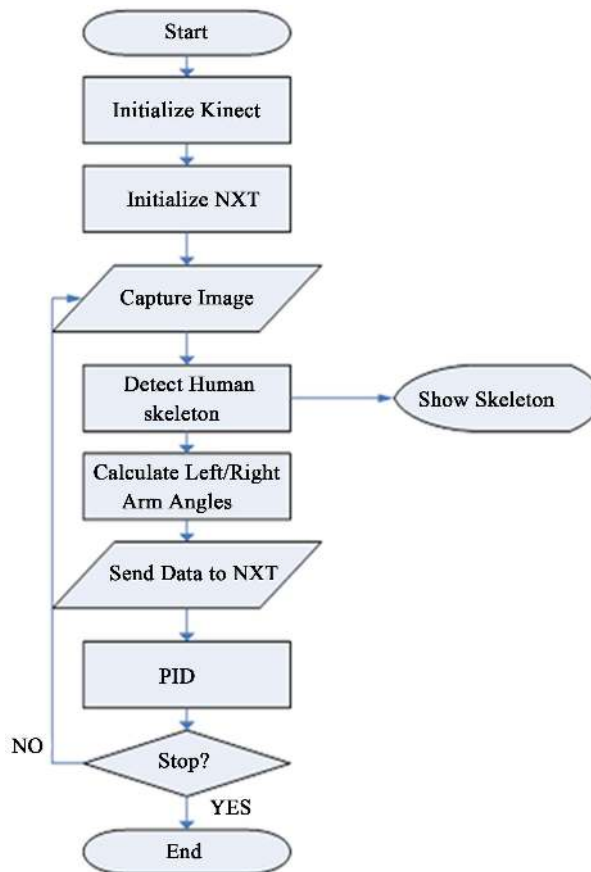 Start
Initialize Kinect
Initialize NXT
Capture Image
Detect Human
skeleton
Show Skeleton
Calculate Left/Right
Arm Angles
Send Data to NXT
PID
NO
Stop?
YES
End